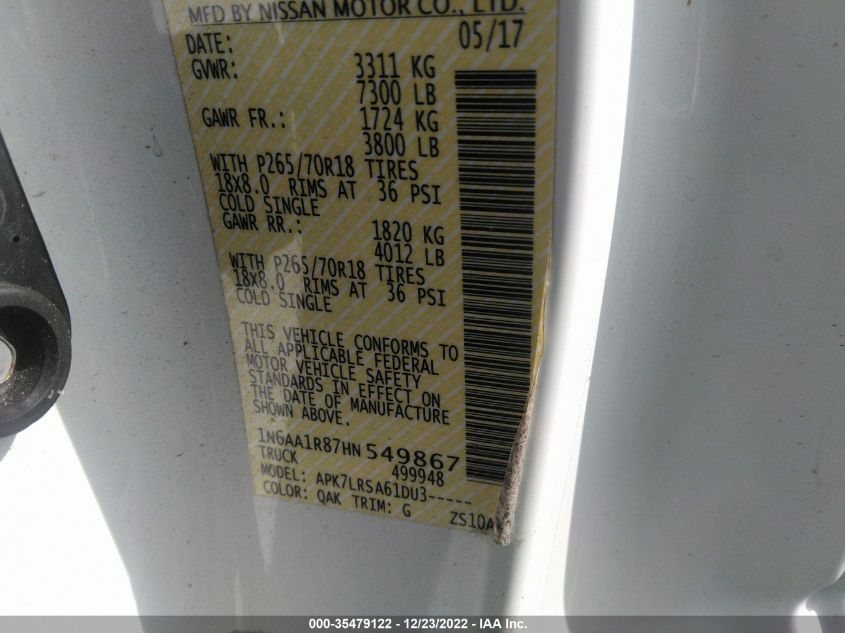 MFD BY NISSAN MOTOR CO., LTD.
DATE: 05/17
GVWR: 3311 KG
7300 LB
GAWR FR.: 1724 KG
3800 LB
WITH P265/70R18 TIRES
18X8.0 RIMS AT 36 PSI
COLD SINGLE
GAWR RR.: 1820 KG
4012 LB
WITH P265/70R18 TIRES
18X8.0 RIMS AT 36 PSI
COLD SINGLE
THIS VEHICLE CONFORMS TO
ALL APPLICABLE FEDERAL
MOTOR VEHICLE SAFETY
STANDARDS IN EFFECT ON
THE DATE OF MANUFACTURE
SHOWN ABOVE.
1N6AA1R87HN 549867
TRUCK 499948
MODEL: APK7LRSA61DU3-----
COLOR: QAK TRIM: G ZS10A
000-35479122 - 12/23/2022 - IAA Inc.